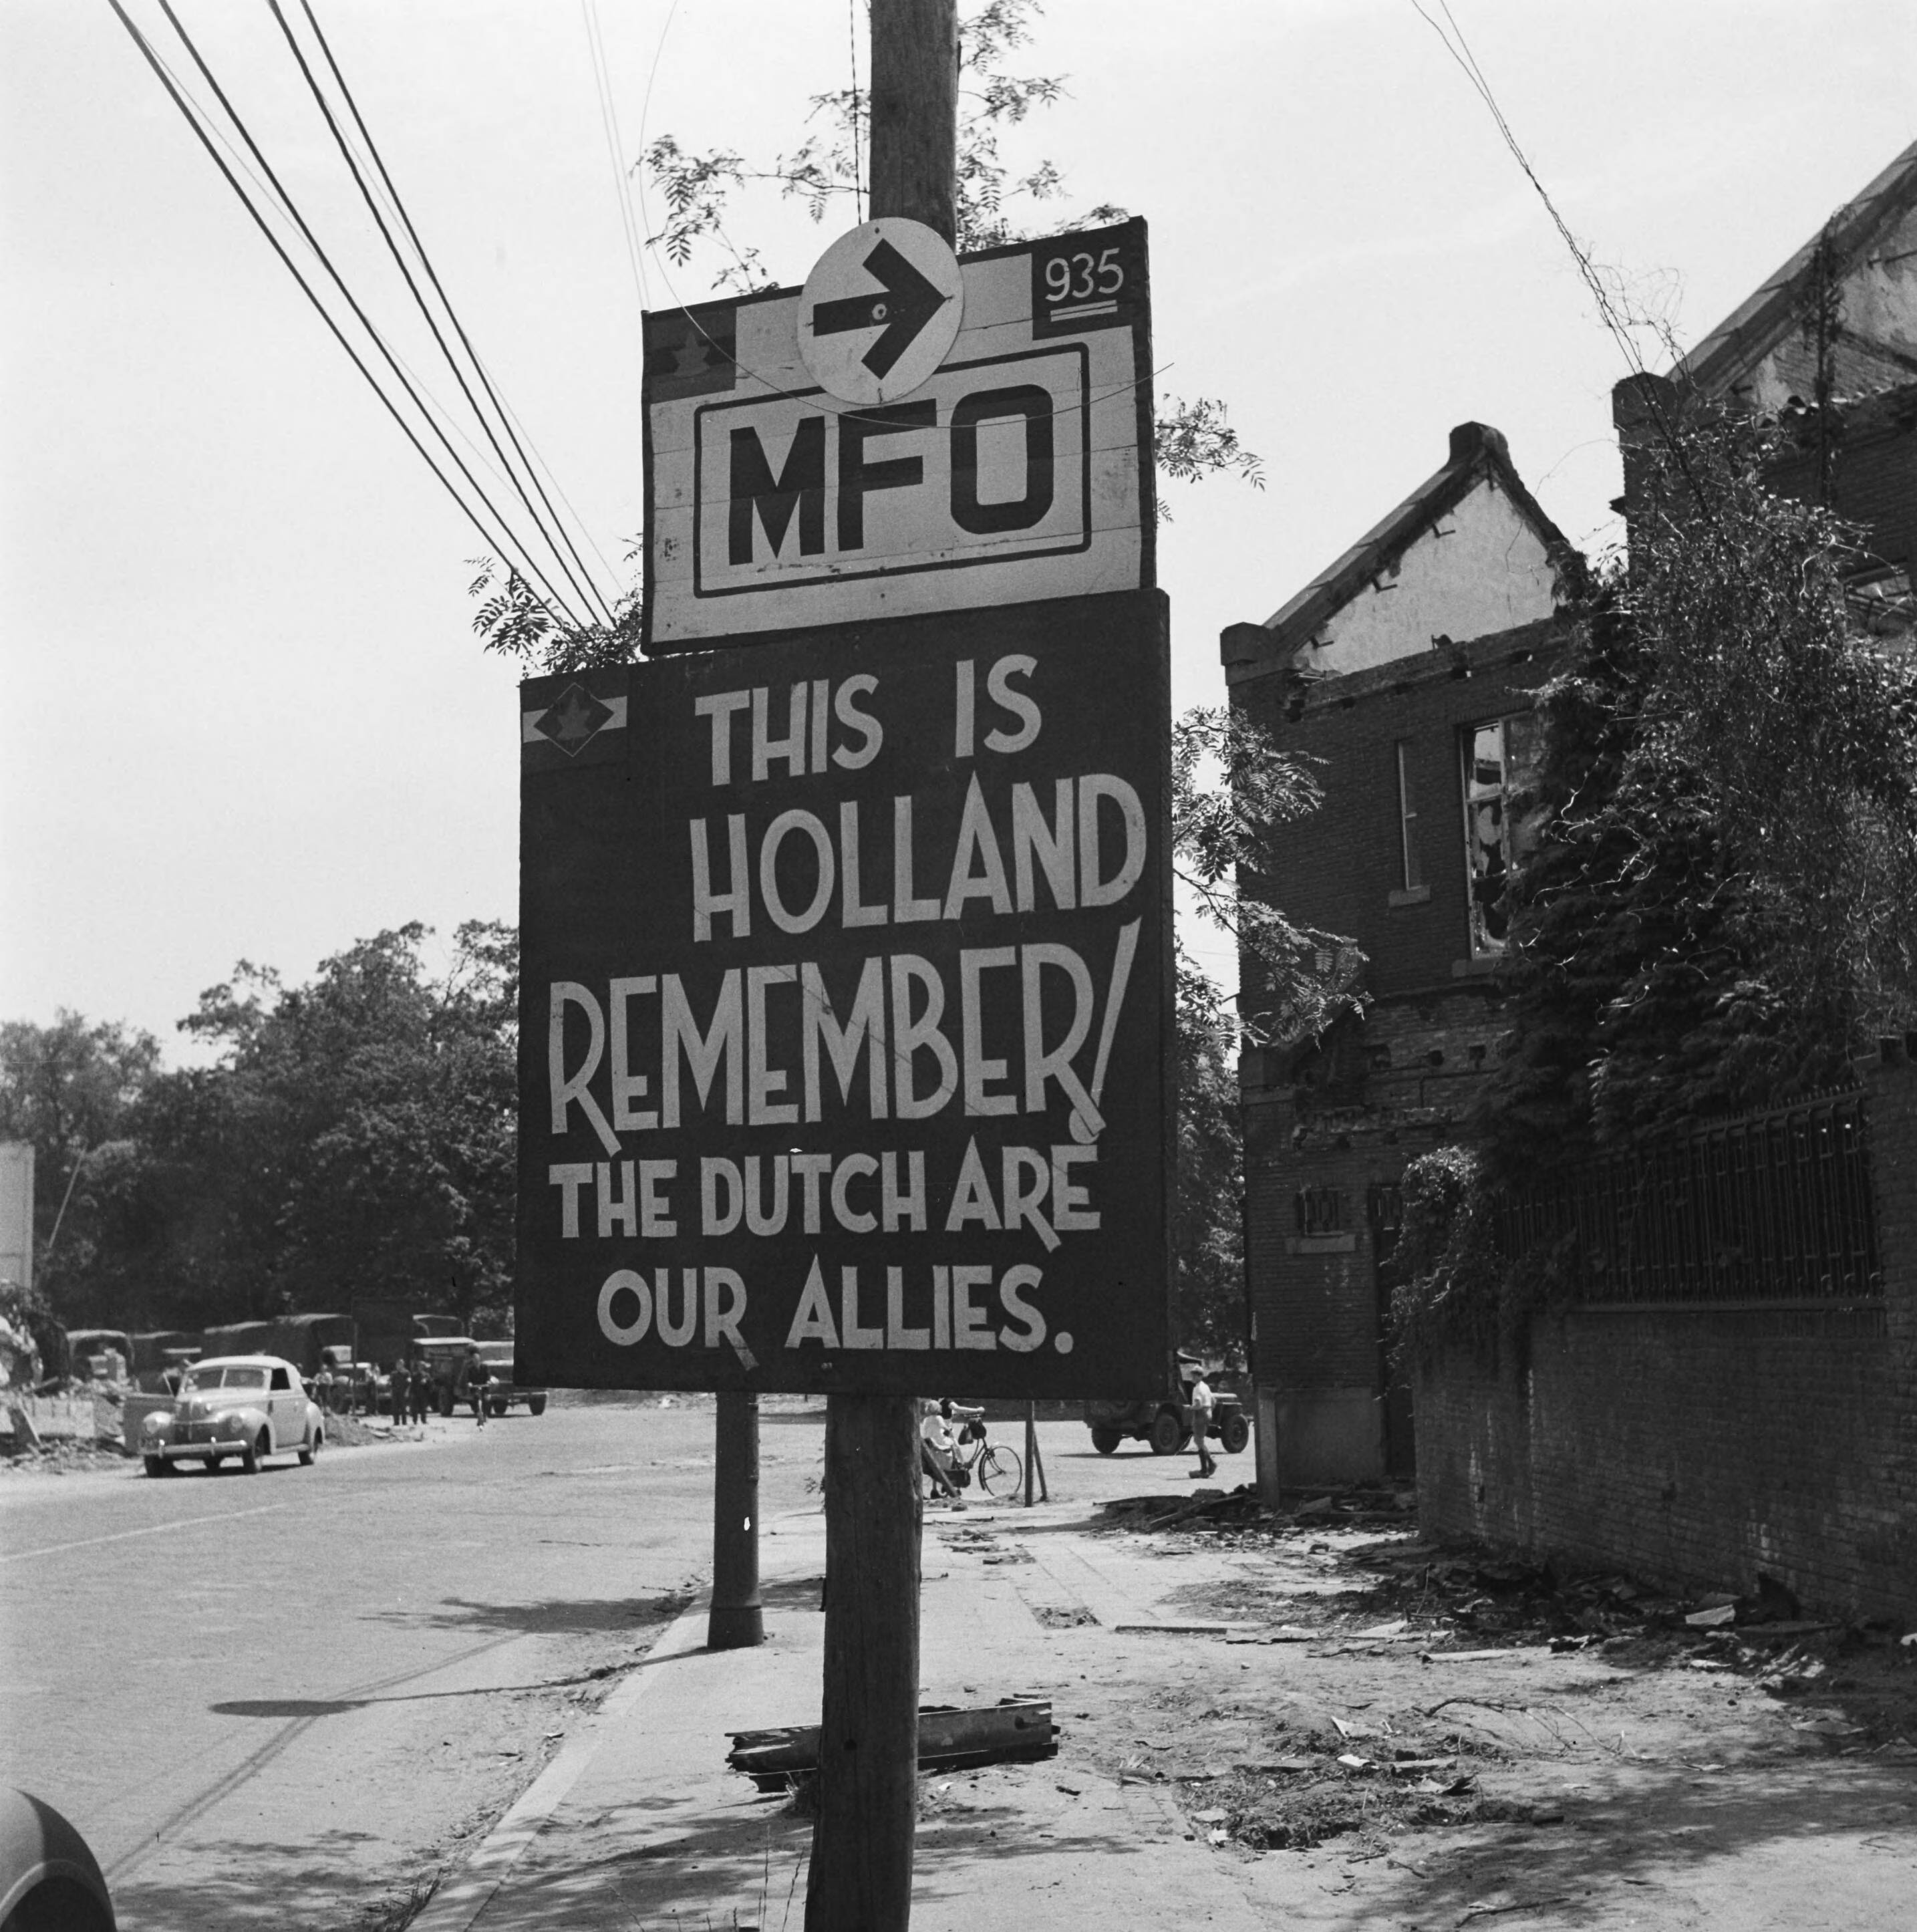 935
MFO
THIS IS
HOLLAND
REMEMBER!
THE DUTCH ARE
OUR ALLIES.